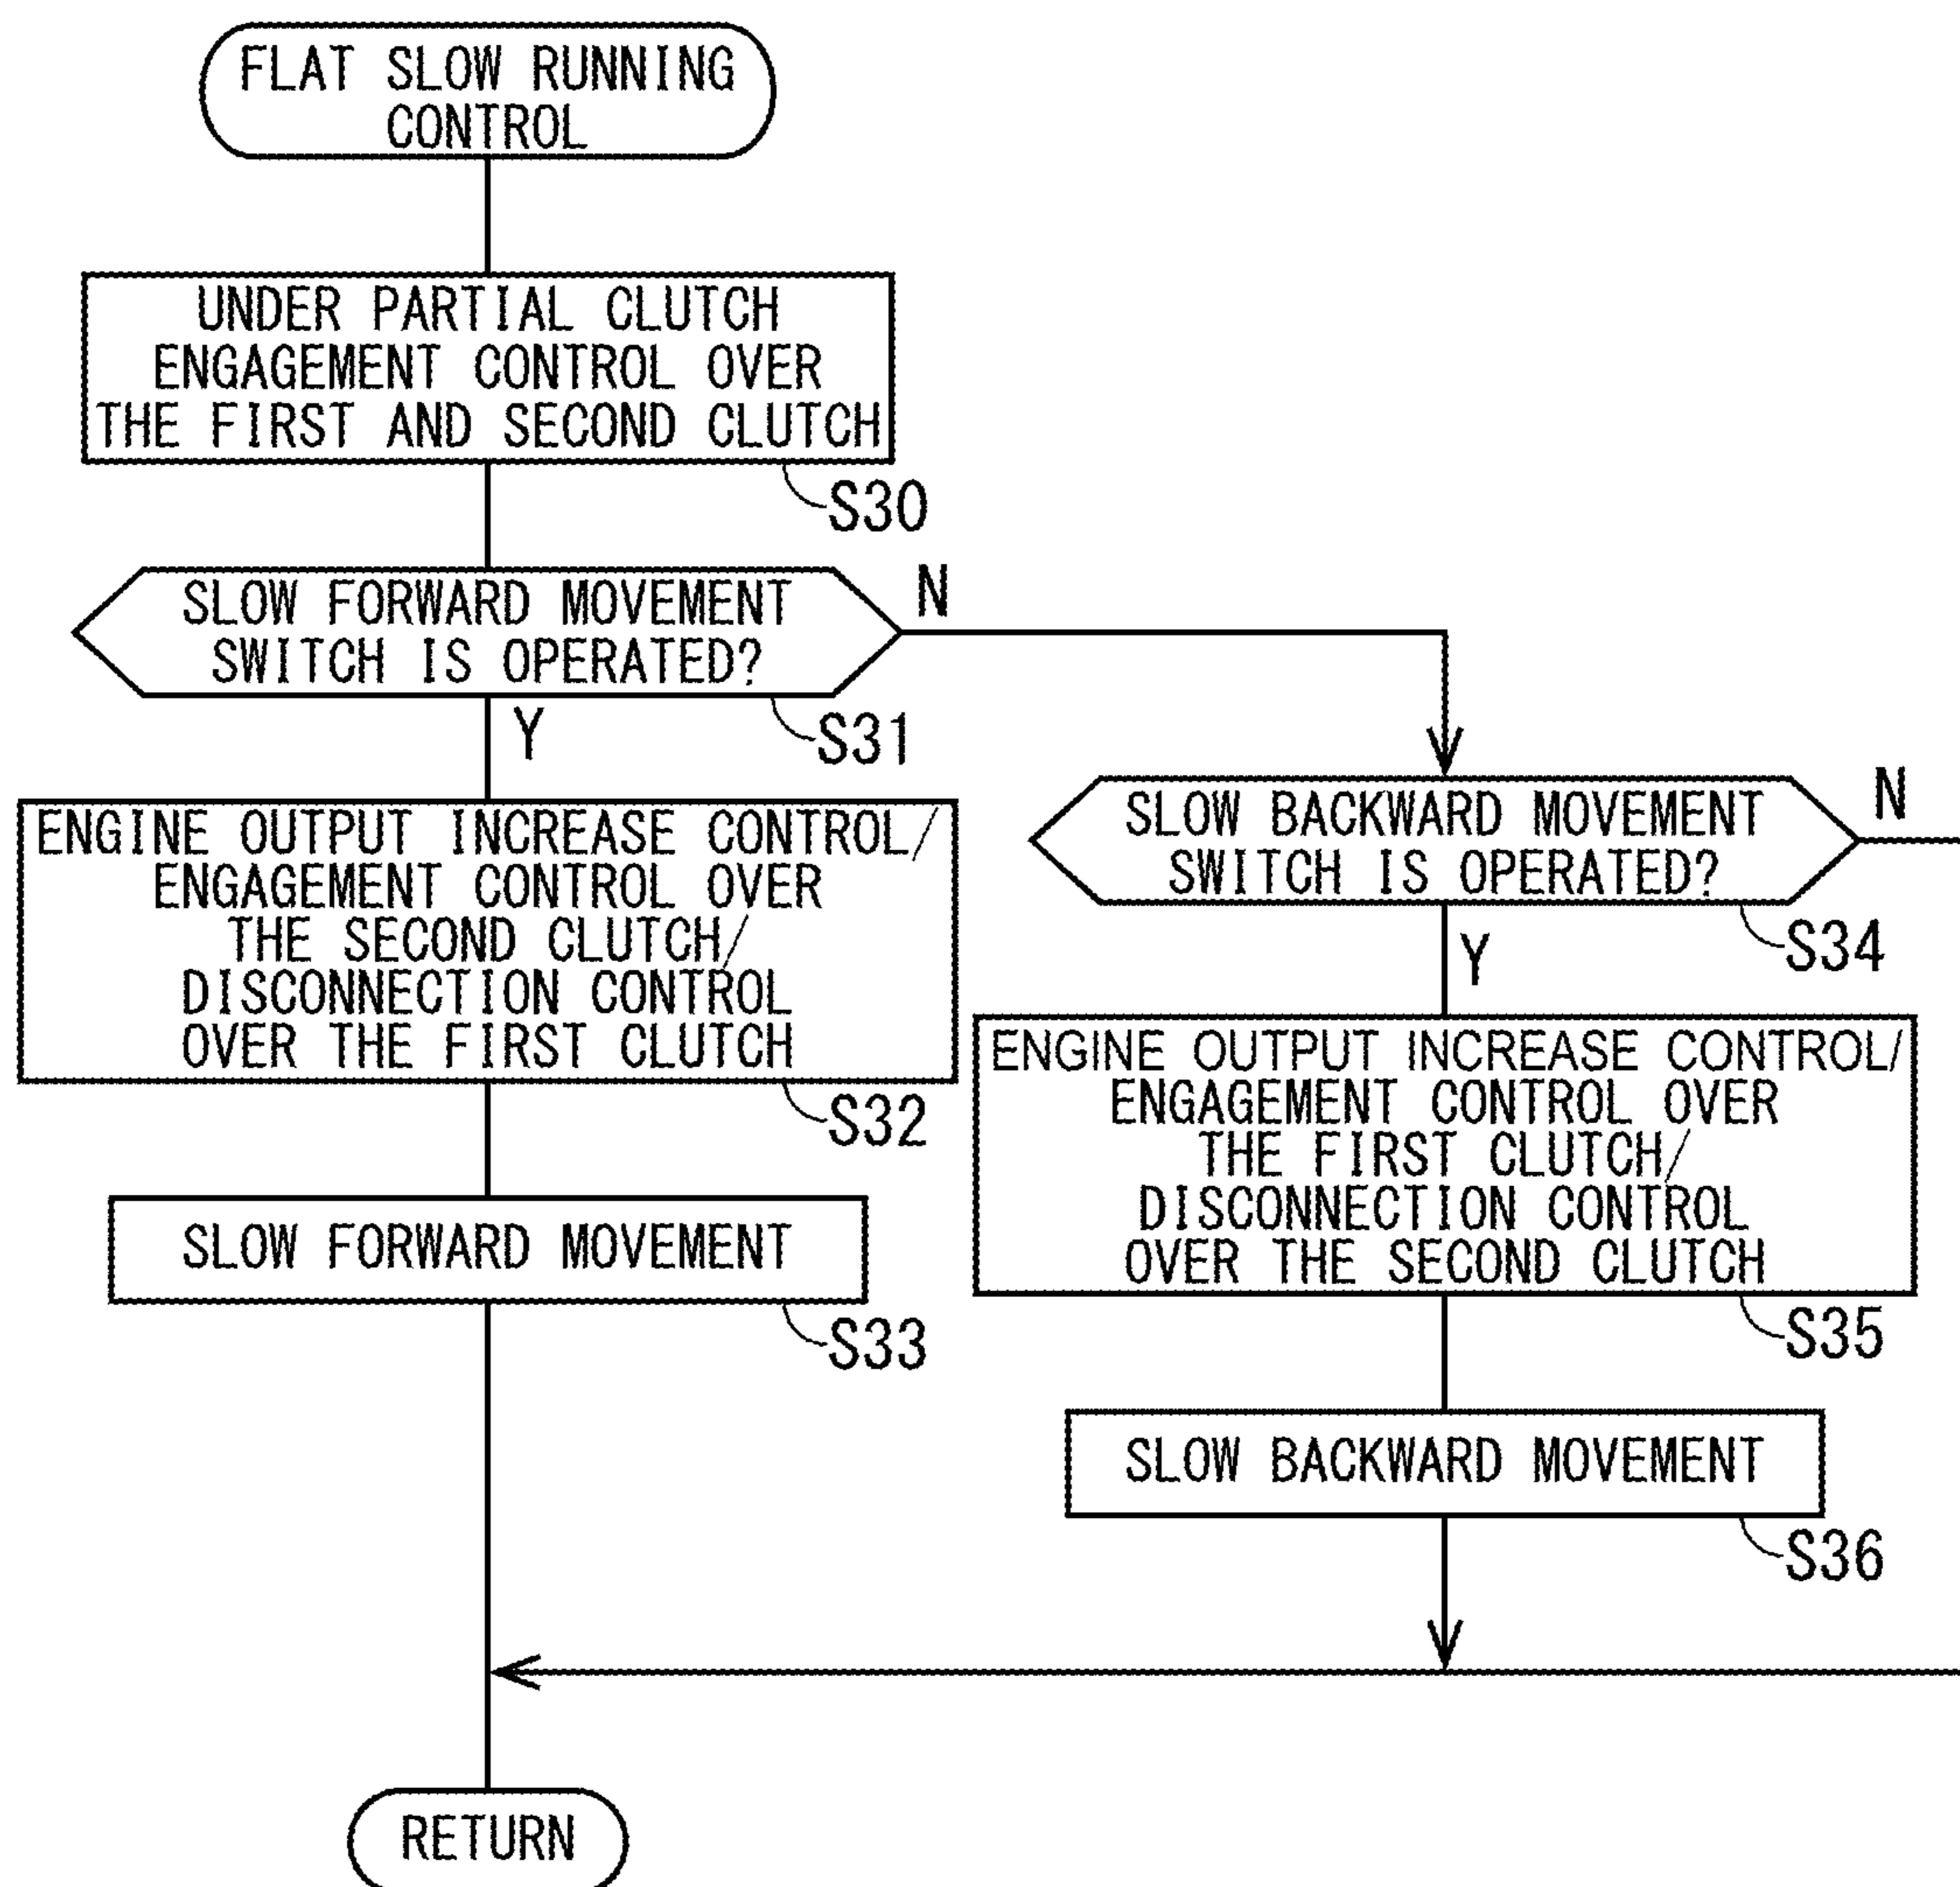 FLAT SLOW RUNNING
CONTROL
UNDER PARTIAL CLUTCH
ENGAGEMENT CONTROL OVER
THE FIRST AND SECOND CLUTCH
S30
SLOW FORWARD MOVEMENT
SWITCH IS OPERATED?
N
S31
Y
ENGINE OUTPUT INCREASE CONTROL/
ENGAGEMENT CONTROL OVER
THE SECOND CLUTCH/
DISCONNECTION CONTROL
OVER THE FIRST CLUTCH
S32
SLOW FORWARD MOVEMENT
S33
SLOW BACKWARD MOVEMENT
SWITCH IS OPERATED?
N
S34
Y
ENGINE OUTPUT INCREASE CONTROL/
ENGAGEMENT CONTROL OVER
THE FIRST CLUTCH/
DISCONNECTION CONTROL
OVER THE SECOND CLUTCH
S35
SLOW BACKWARD MOVEMENT
S36
RETURN